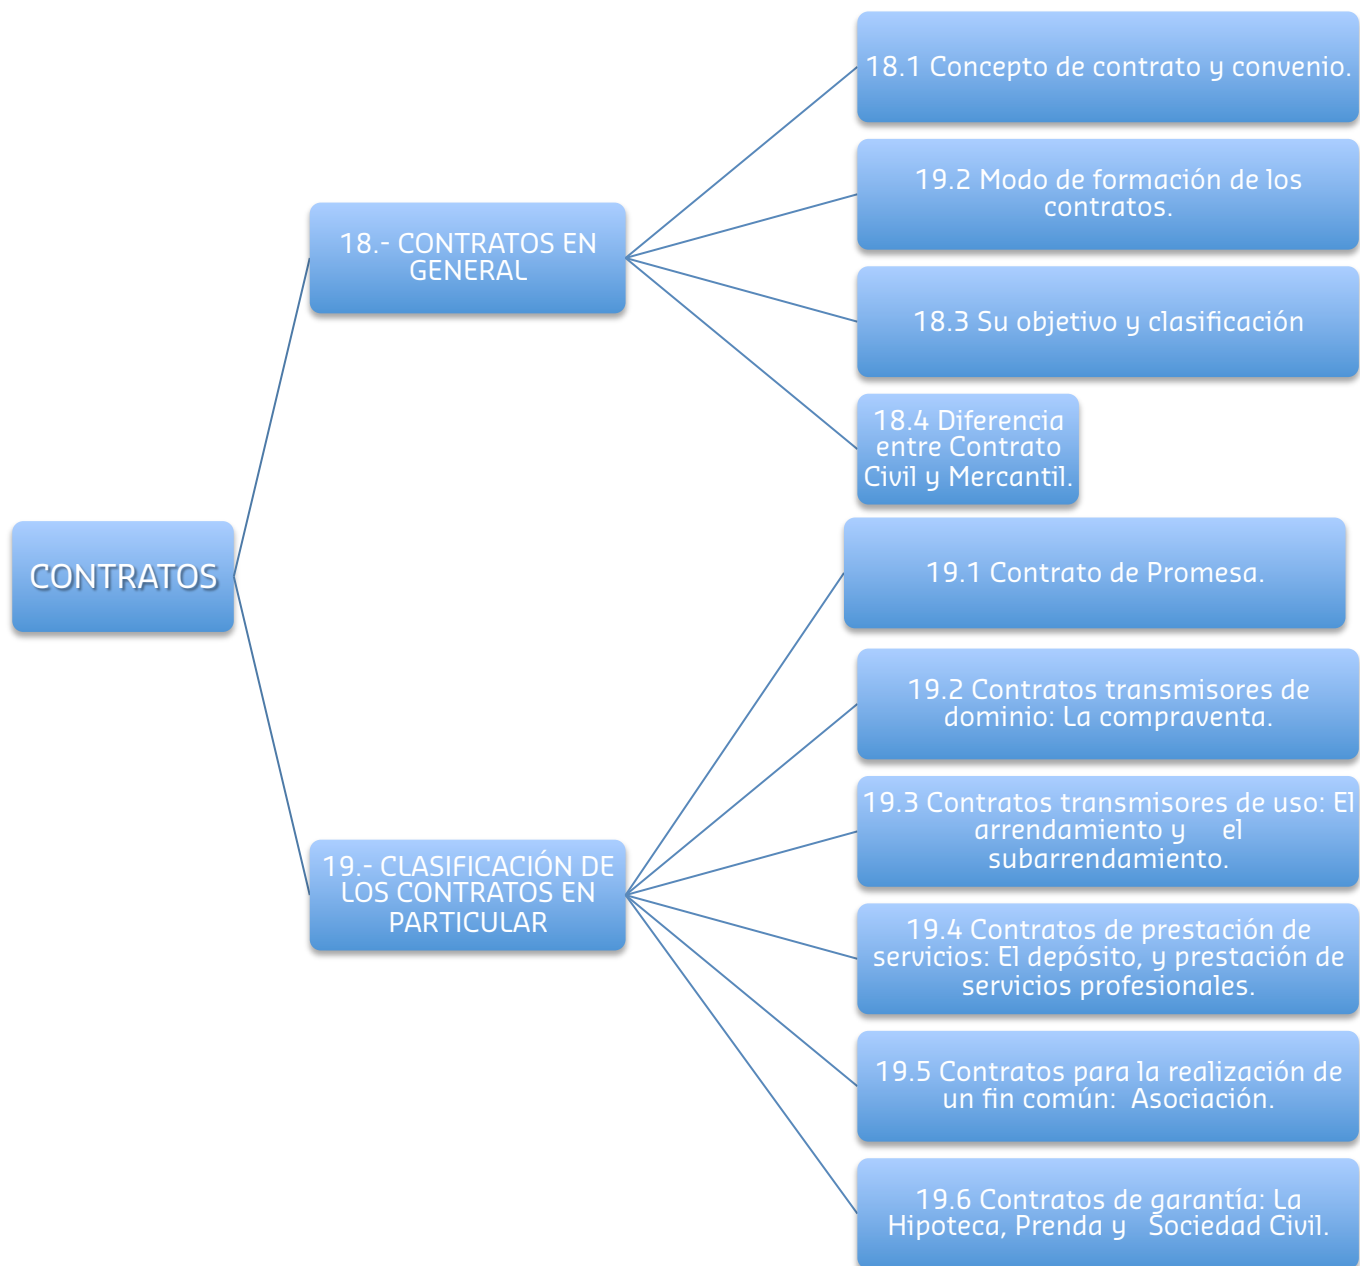 CONTRATOS
18.- CONTRATOS EN
GENERAL
18.1 Concepto de contrato y convenio.
19.2 Modo de formación de los
contratos.
18.3 Su objetivo y clasificación
18.4 Diferencia
entre Contrato
Civil y Mercantil.
19.- CLASIFICACIÓN DE
LOS CONTRATOS EN
PARTICULAR
19.1 Contrato de Promesa.
19.2 Contratos transmisores de
dominio: La compraventa.
19.3 Contratos transmisores de uso: El
arrendamiento y el
subarrendamiento.
19.4 Contratos de prestación de
servicios: El depósito, y prestación de
servicios profesionales.
19.5 Contratos para la realización de
un fin común: Asociación.
19.6 Contratos de garantía: La
Hipoteca, Prenda y Sociedad Civil.